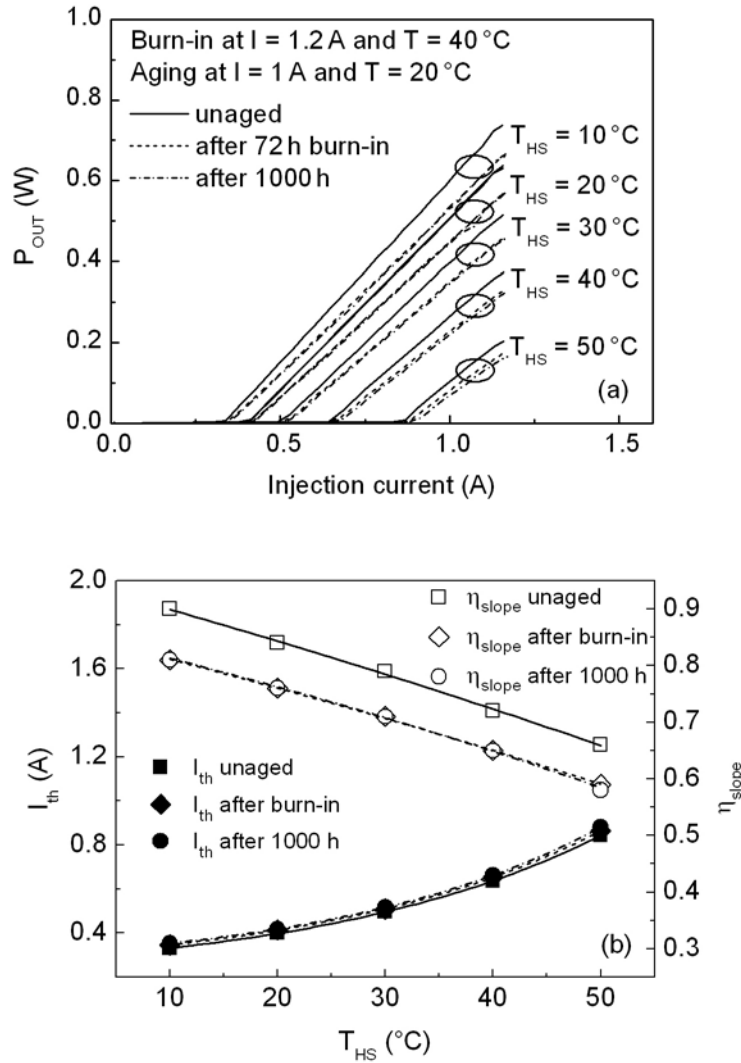 Burn-in at I = 1.2 A and T = 40 °C
Aging at I = 1 A and T = 20 °C
unaged
after 72 h burn-in
after 1000 h
T_HS = 10 °C
T_HS = 20 °C
T_HS = 30 °C
T_HS = 40 °C
T_HS = 50 °C
(a)
P_OUT (W)
1.0
0.8
0.6
0.4
0.2
0.0
0.0 0.5 1.0 1.5
Injection current (A)
η_slope unaged
η_slope after burn-in
η_slope after 1000 h
I_th unaged
I_th after burn-in
I_th after 1000 h
(b)
I_th (A)
2.0
1.6
1.2
0.8
0.4
η_slope
0.9
0.8
0.7
0.6
0.5
0.4
0.3
10 20 30 40 50
T_HS (°C)